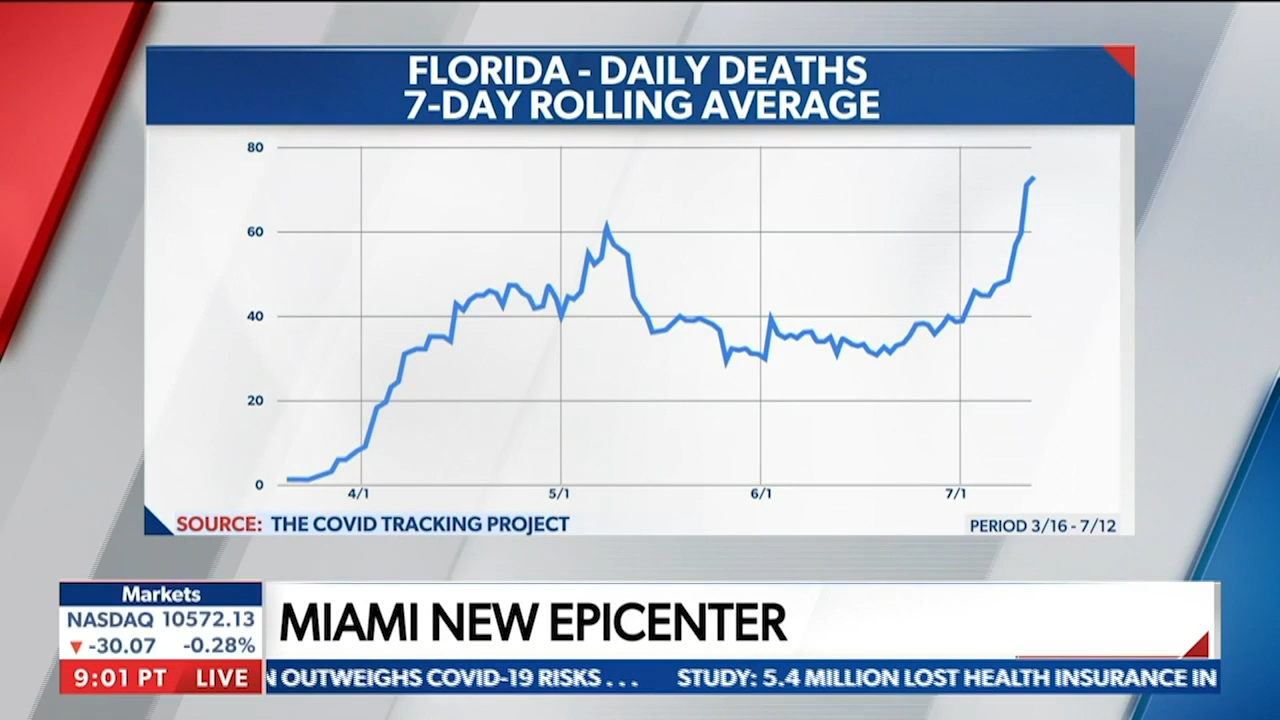 FLORIDA - DAILY DEATHS
7-DAY ROLLING AVERAGE
80
60
40
20
0
4/1 5/1 6/1 7/1
SOURCE: THE COVID TRACKING PROJECT
PERIOD 3/16 - 7/12
Markets
NASDAQ 10572.13
▼ -30.07 -0.28%
MIAMI NEW EPICENTER
9:01 PT LIVE
N OUTWEIGHS COVID-19 RISKS . . . STUDY: 5.4 MILLION LOST HEALTH INSURANCE IN